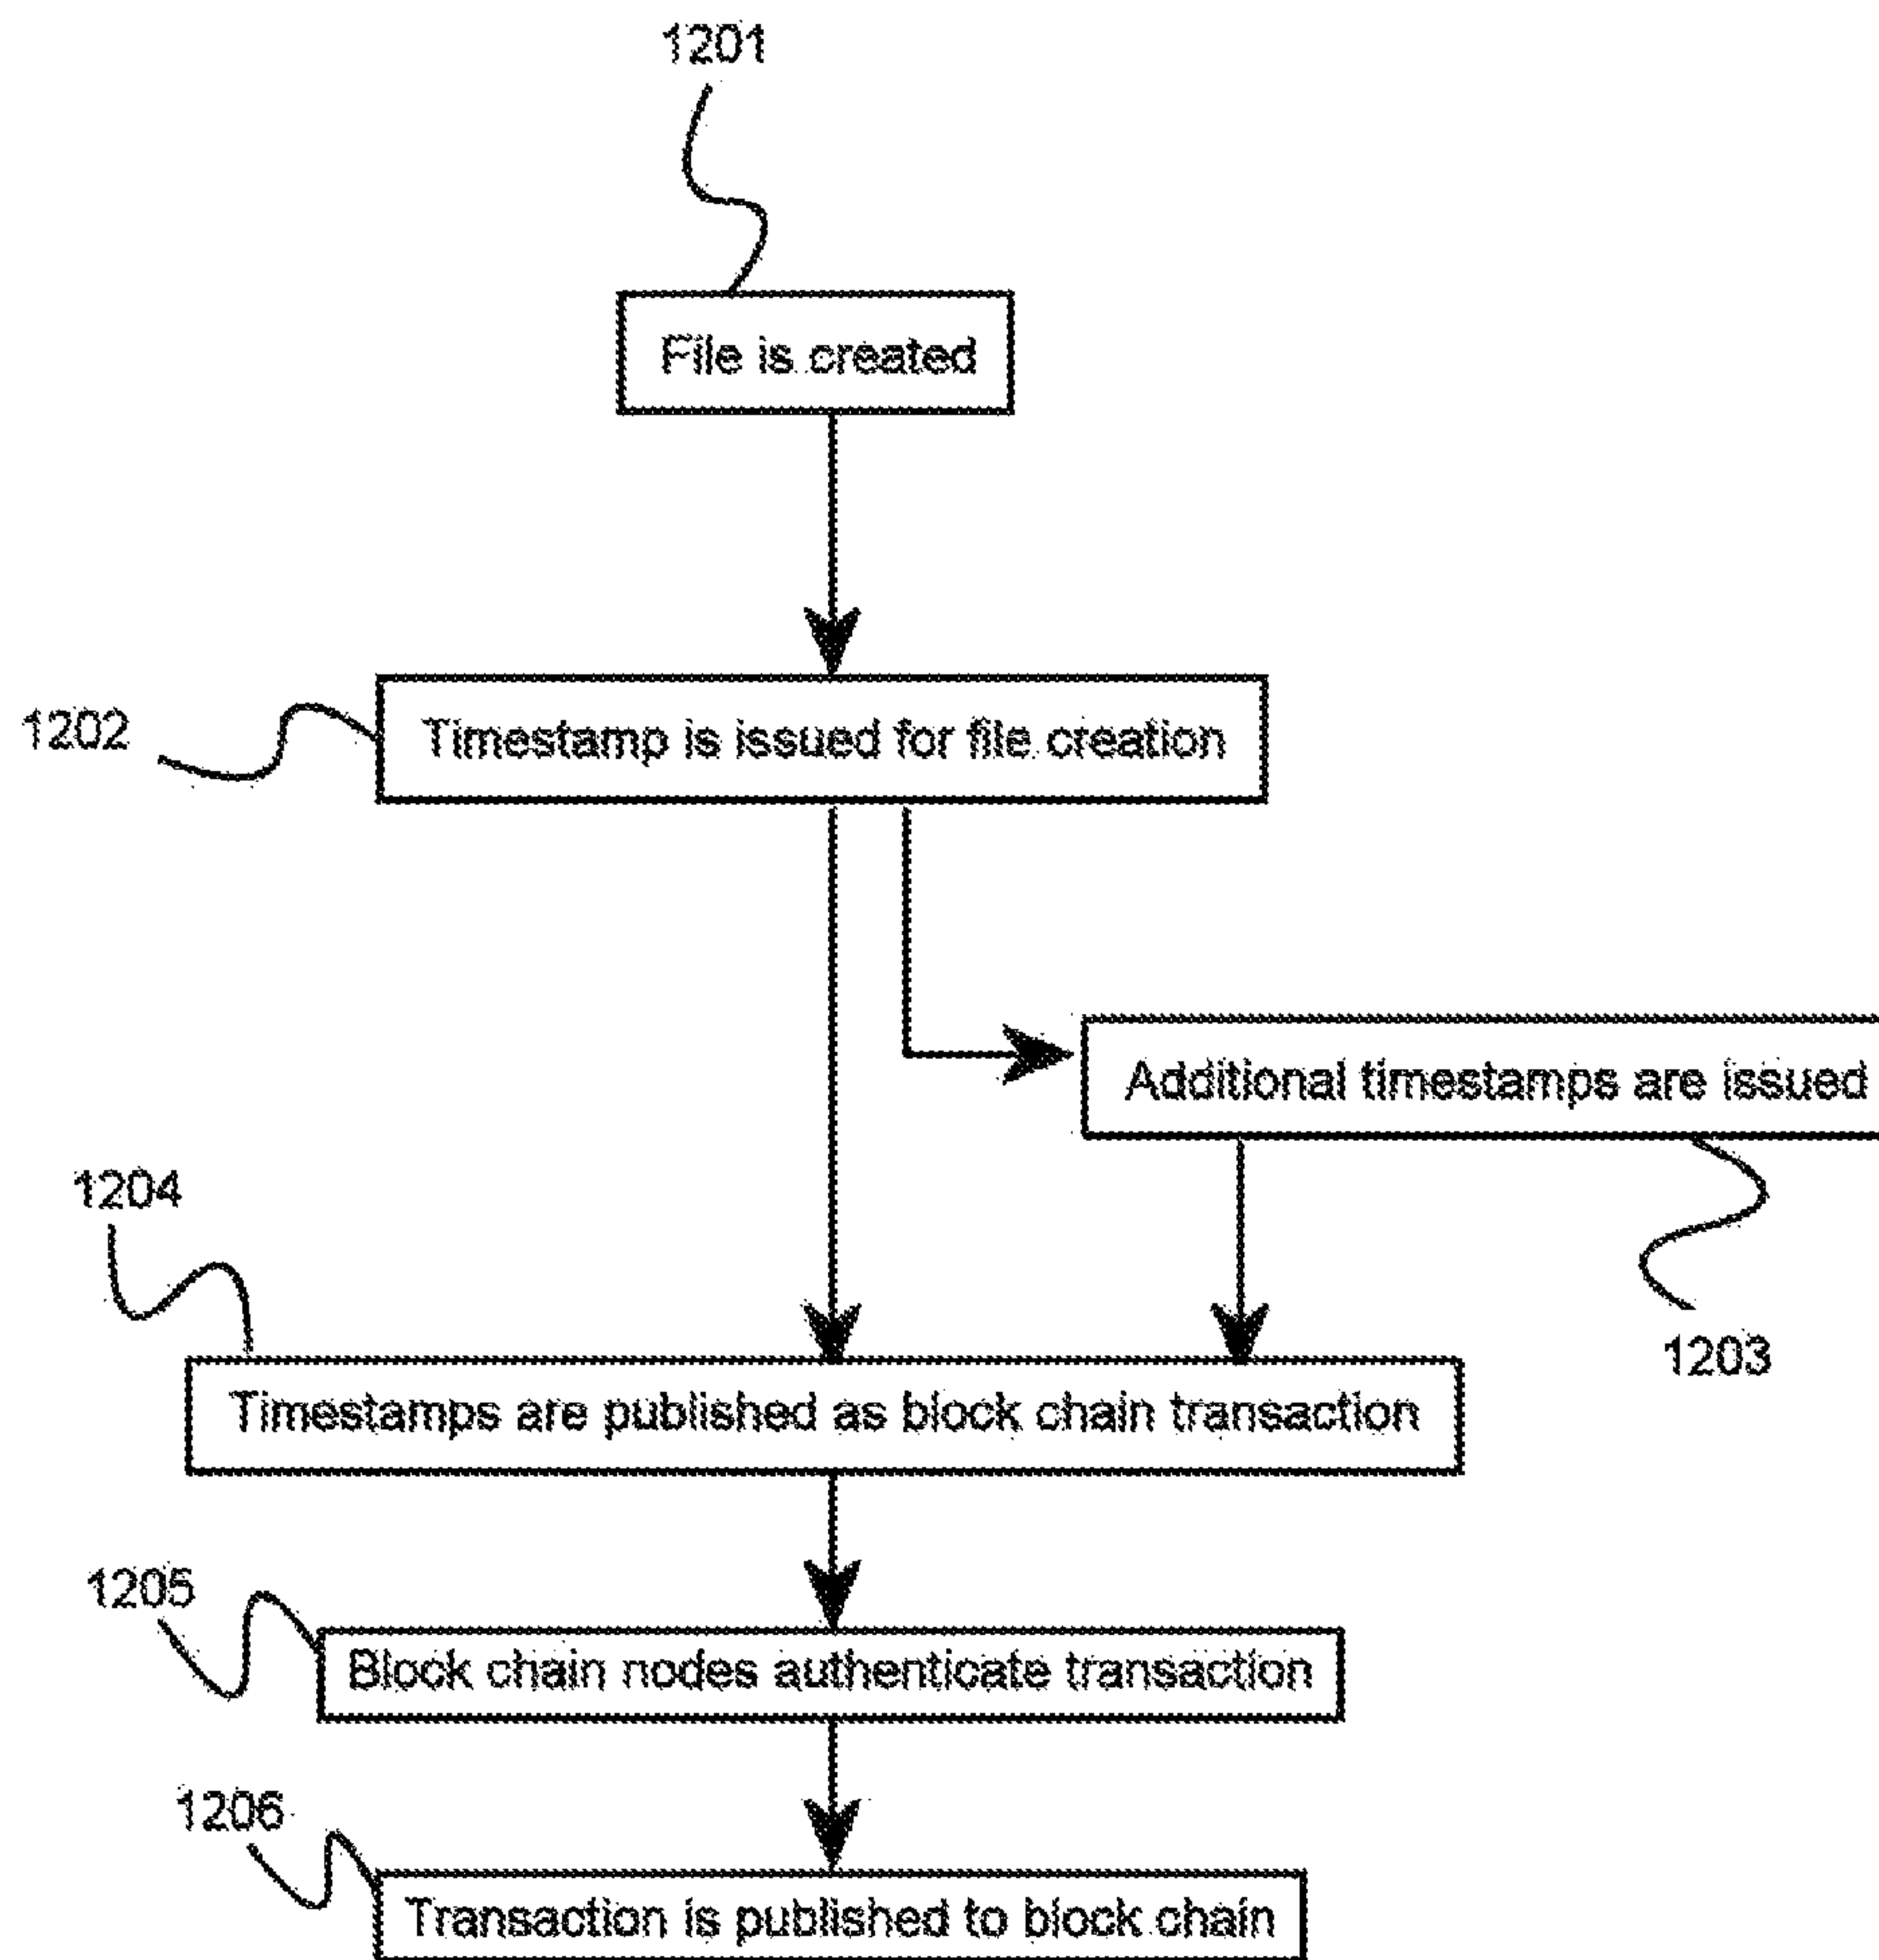 1201
File is created
1202
Timestamp is issued for file creation
Additional timestamps are issued
1203
1204
Timestamps are published as block chain transaction
1205
Block chain nodes authenticate transaction
1206
Transaction is published to block chain